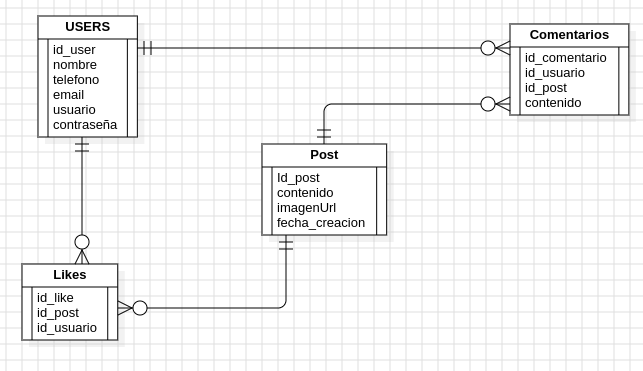 USERS
id_user
nombre
telefono
email
usuario
contraseña
Comentarios
id_comentario
id_usuario
id_post
contenido
Post
Id_post
contenido
imagenUrl
fecha_creacion
Likes
id_like
id_post
id_usuario